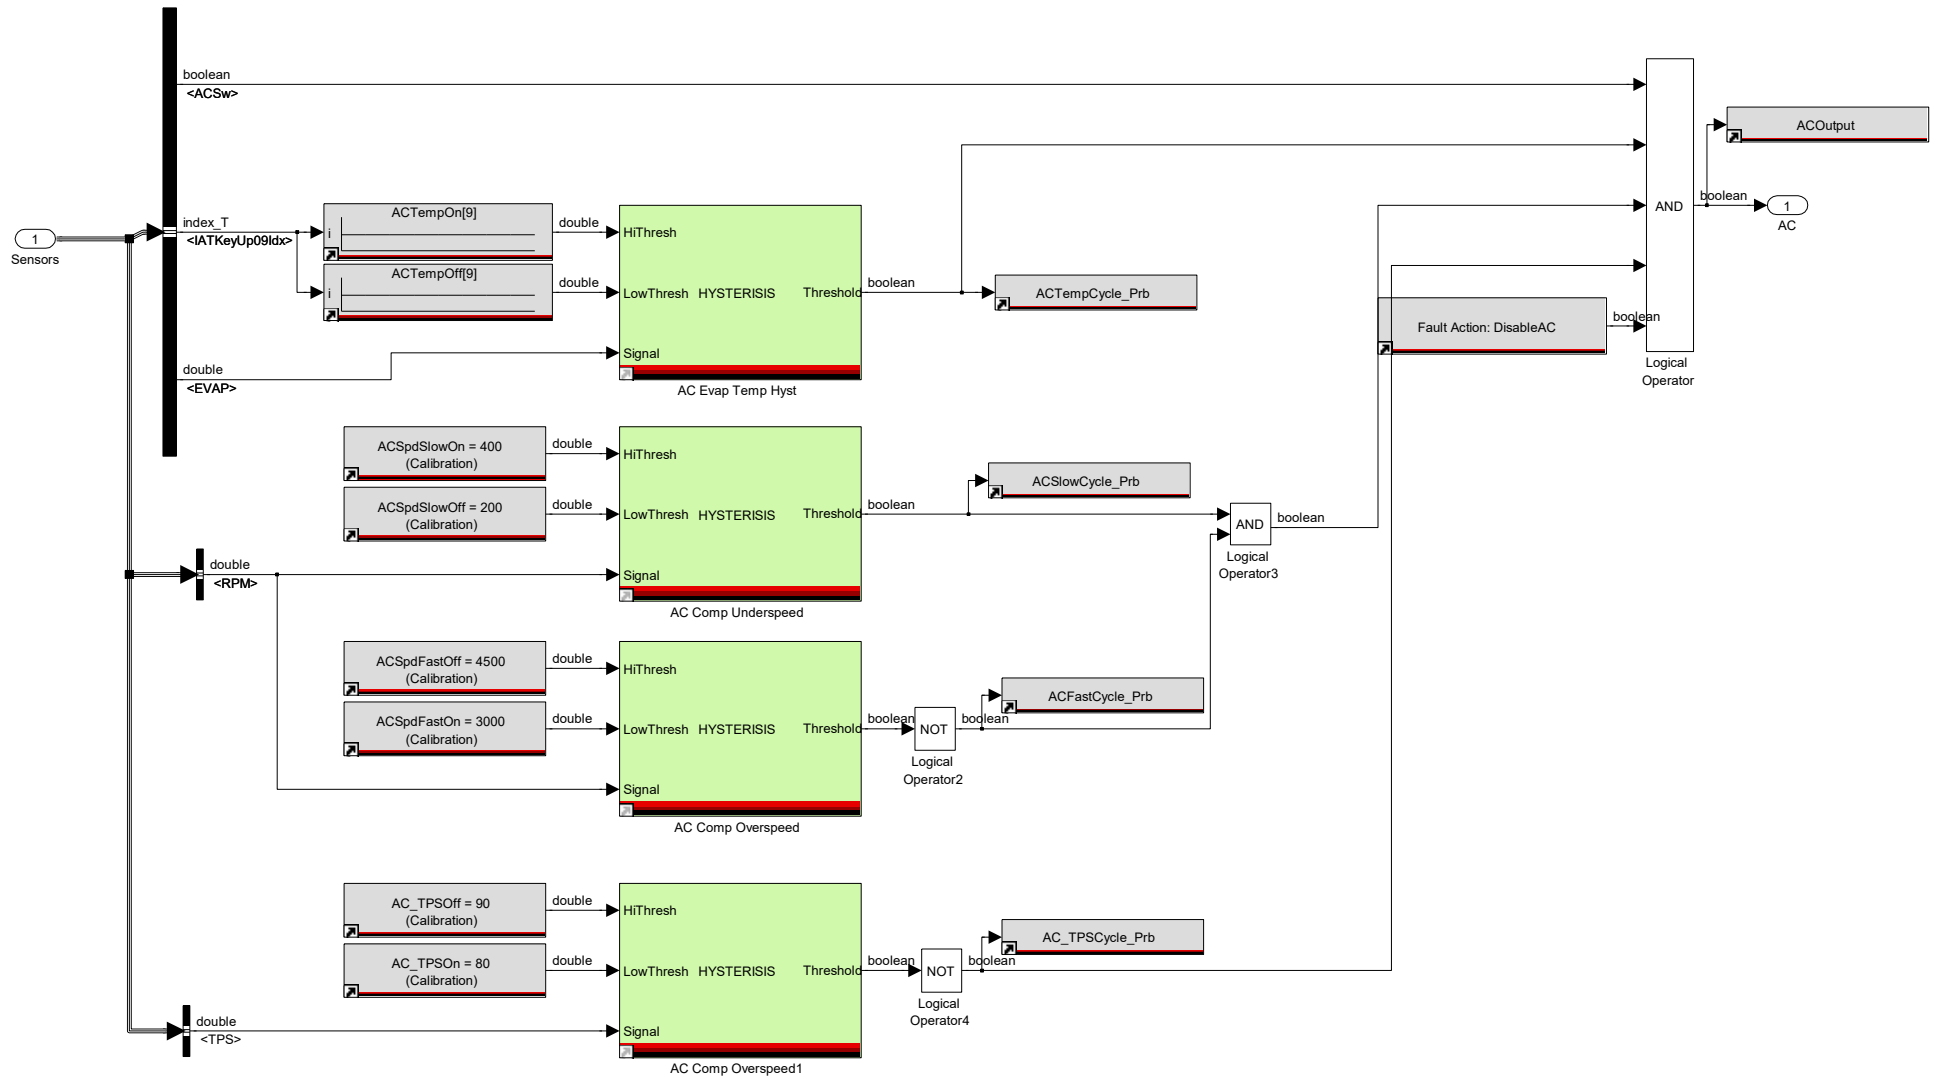 boolean
<ACSw>
ACOutput
boolean
AND
1
AC
index_T
<IATKeyUp09Idx>
ACTempOn[9]
i
double
HiThresh
1
Sensors
ACTempOff[9]
i
double
LowThresh HYSTERISIS Threshold
boolean
ACTempCycle_Prb
Fault Action: DisableAC
boolean
Signal
double
<EVAP>
AC Evap Temp Hyst
Logical
Operator
ACSpdSlowOn = 400
(Calibration)
double
HiThresh
ACSlowCycle_Prb
ACSpdSlowOff = 200
(Calibration)
double
LowThresh HYSTERISIS Threshold
boolean
AND
boolean
Logical
Operator3
double
<RPM>
Signal
AC Comp Underspeed
ACSpdFastOff = 4500
(Calibration)
double
HiThresh
ACFastCycle_Prb
ACSpdFastOn = 3000
(Calibration)
double
LowThresh HYSTERISIS Threshold
boolean
NOT
boolean
Logical
Operator2
Signal
AC Comp Overspeed
AC_TPSOff = 90
(Calibration)
double
HiThresh
AC_TPSCycle_Prb
AC_TPSOn = 80
(Calibration)
double
LowThresh HYSTERISIS Threshold
boolean
NOT
boolean
Logical
Operator4
double
<TPS>
Signal
AC Comp Overspeed1